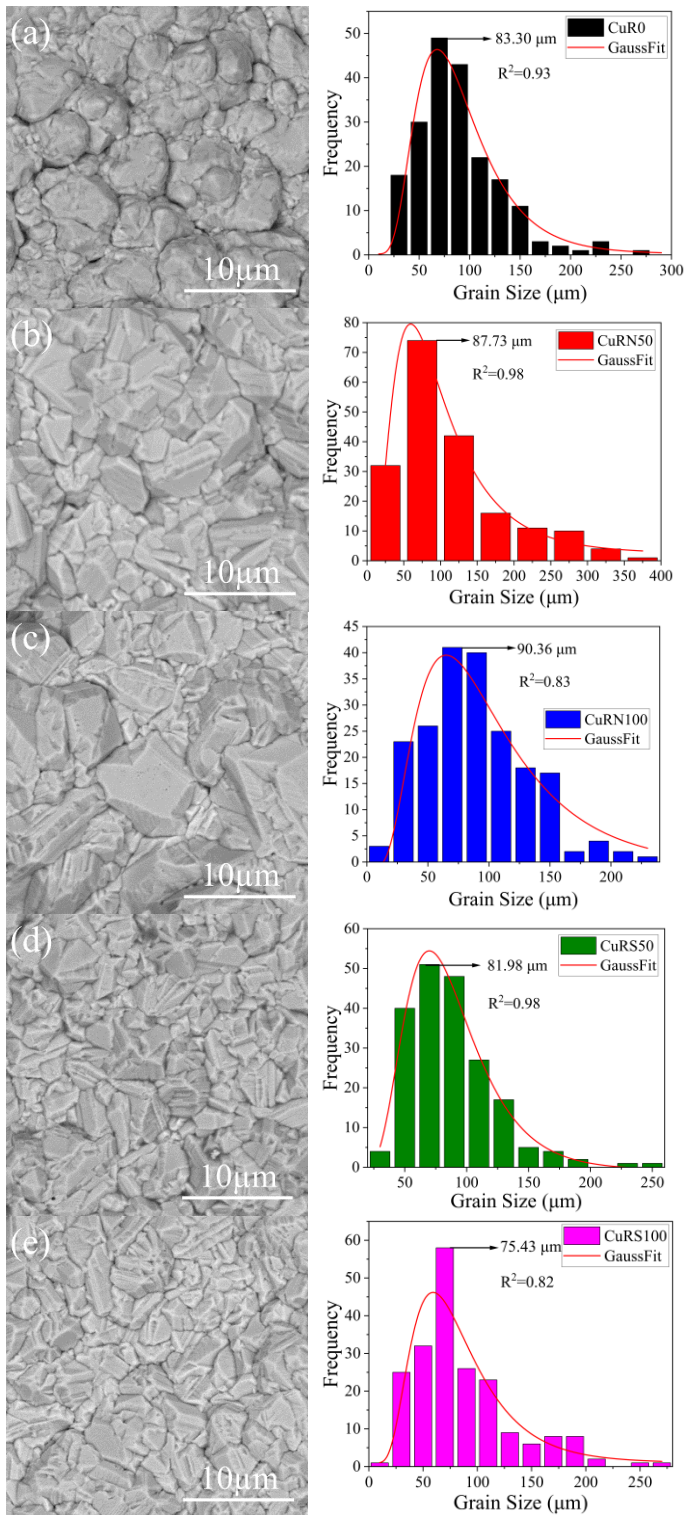 (a)
10μm
CuR0
GaussFit
83.30 μm
R²=0.93
Frequency
50
40
30
20
10
0
0 50 100 150 200 250 300
Grain Size (μm)
(b)
10μm
CuRN50
GaussFit
87.73 μm
R²=0.98
Frequency
80
70
60
50
40
30
20
10
0
0 50 100 150 200 250 300 350 400
Grain Size (μm)
(c)
10μm
90.36 μm
R²=0.83
CuRN100
GaussFit
Frequency
45
40
35
30
25
20
15
10
5
0
50 100 150 200
Grain Size (μm)
(d)
10μm
CuRS50
GaussFit
81.98 μm
R²=0.98
Frequency
60
50
40
30
20
10
0
50 100 150 200 250
Grain Size (μm)
(e)
10μm
CuRS100
GaussFit
75.43 μm
R²=0.82
Frequency
60
50
40
30
20
10
0
0 50 100 150 200 250
Grain Size (μm)